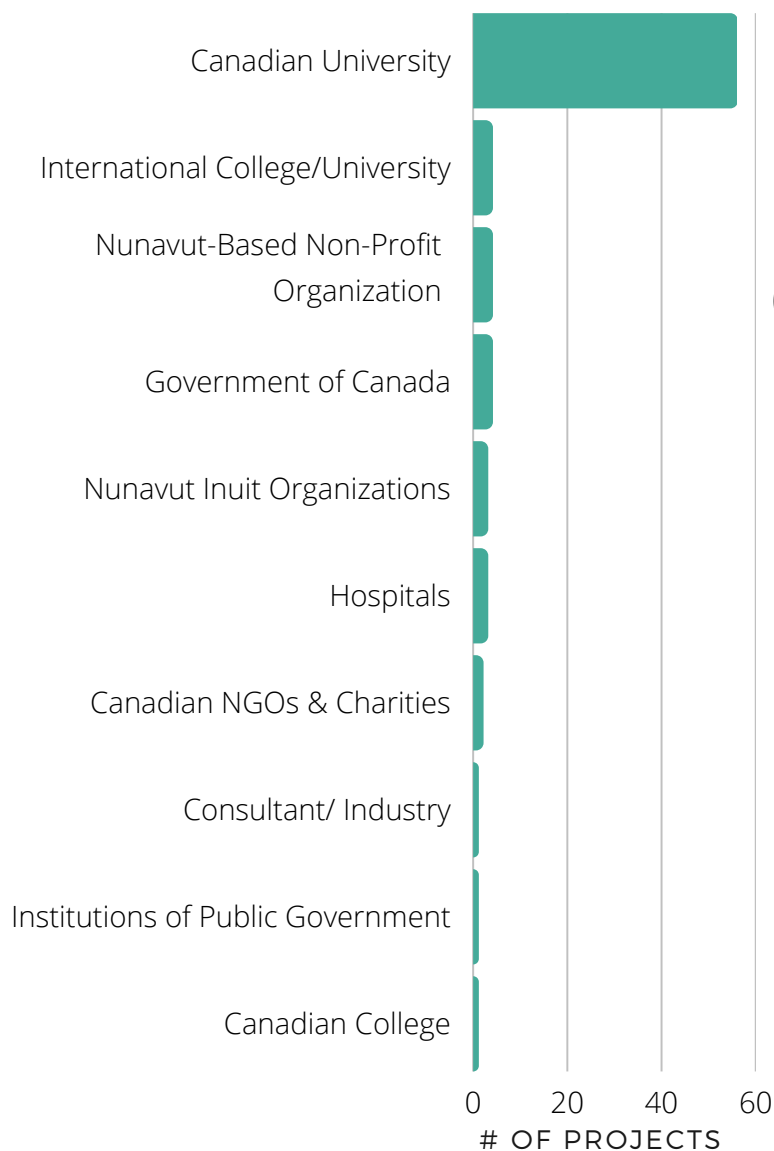 Canadian University
International College/University
Nunavut-Based Non-Profit
Organization
Government of Canada
Nunavut Inuit Organizations
Hospitals
Canadian NGOs & Charities
Consultant/ Industry
Institutions of Public Government
Canadian College
0 20 40 60
# OF PROJECTS